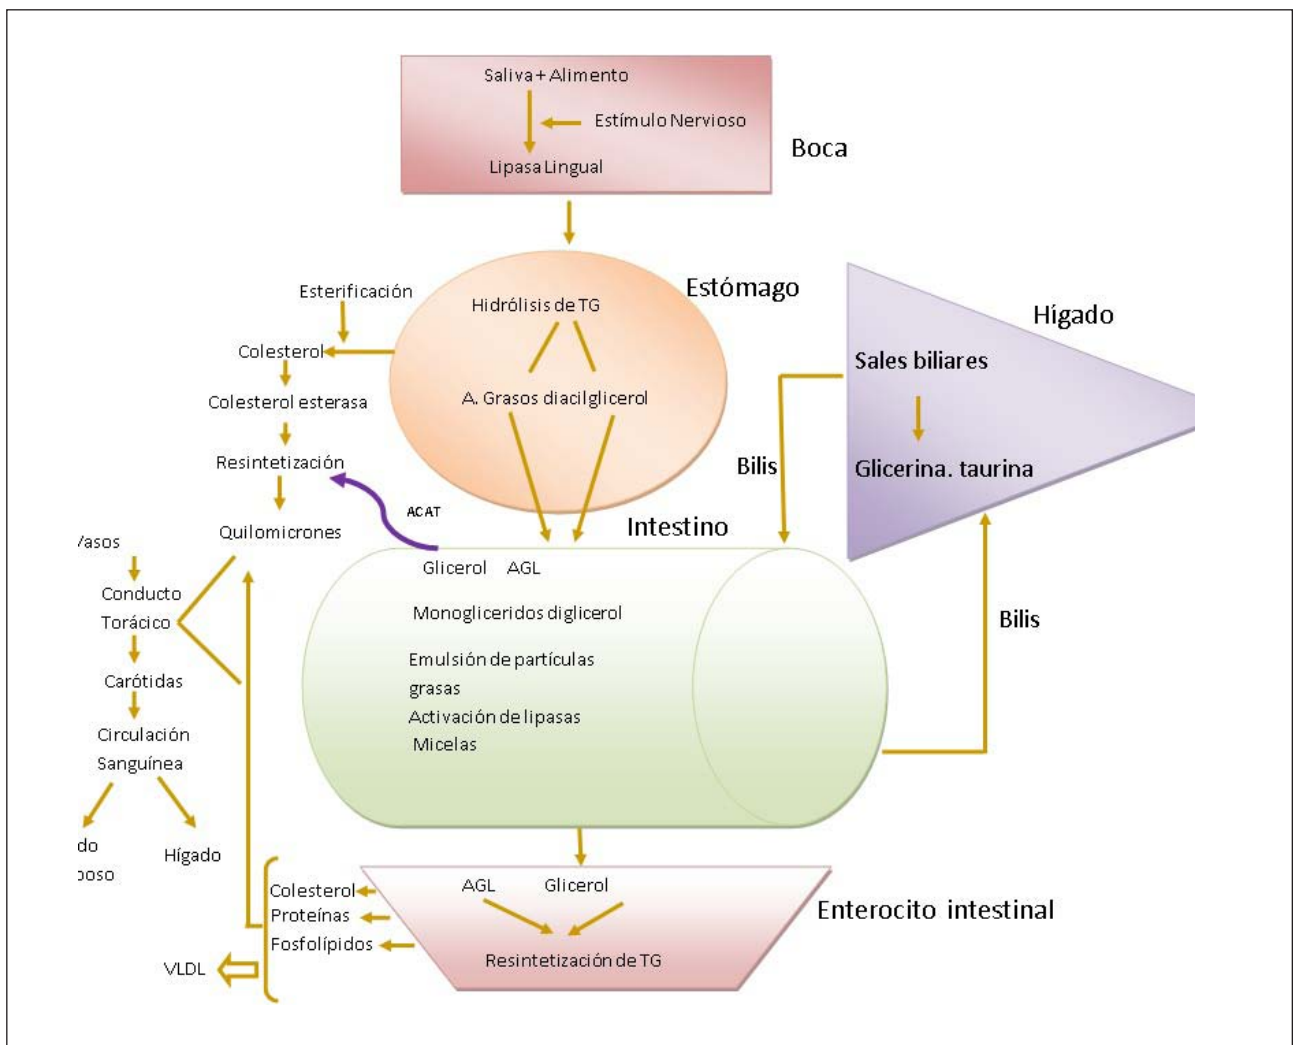 Saliva + Alimento
Estímulo Nervioso
Boca
Lipasa Lingual
Estómago
Esterificación
Hidrólisis de TG
Hígado
Colesterol
Sales biliares
Colesterol esterasa
A. Grasos diacilglicerol
Resintetización
Bilis
Glicerina. taurina
ACAT
Intestino
Quilomicrones
Vasos
Glicerol AGL
Conducto
Torácico
Monogliceridos diglicerol
Bilis
Emulsión de partículas
grasas
Carótidas
Activación de lipasas
Micelas
Circulación
Sanguínea
do
Hígado
poso
Colesterol
AGL Glicerol
Proteínas
Enterocito intestinal
Fosfolípidos
Resintetización de TG
VLDL